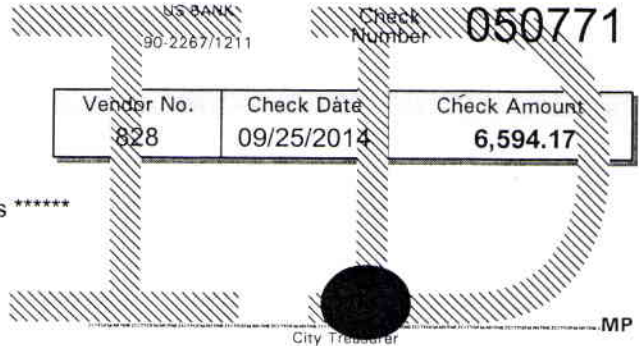 US BANK
90-2267/1211
Check Number 050771
Vendor No. Check Date Check Amount
828 09/25/2014 6,594.17
s ******
MP
City Treasurer